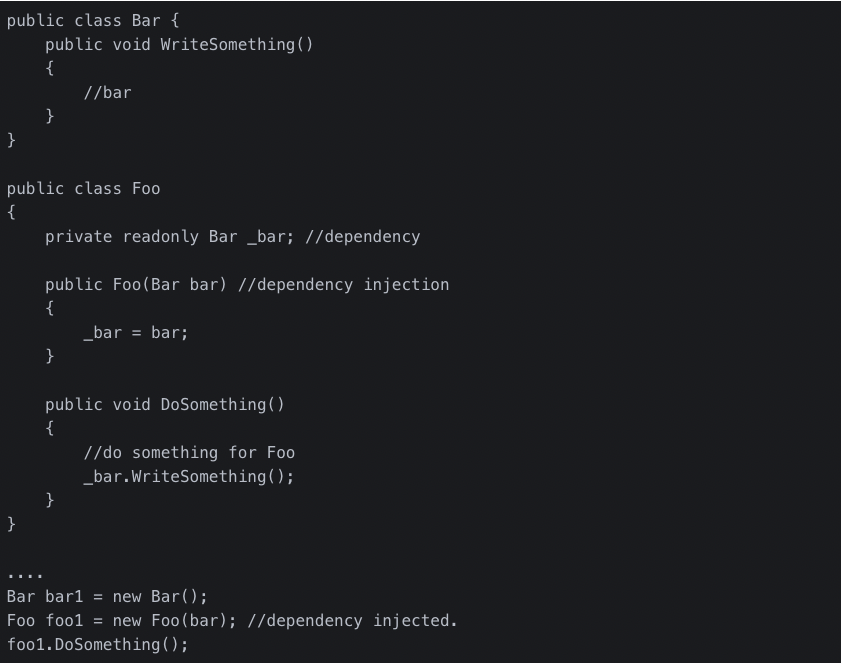 public class Bar {
    public void WriteSomething()
    {
        //bar
    }
}

public class Foo
{
    private readonly Bar _bar; //dependency

    public Foo(Bar bar) //dependency injection
    {
        _bar = bar;
    }

    public void DoSomething()
    {
        //do something for Foo
        _bar.WriteSomething();
    }
}

....
Bar bar1 = new Bar();
Foo foo1 = new Foo(bar); //dependency injected.
foo1.DoSomething();